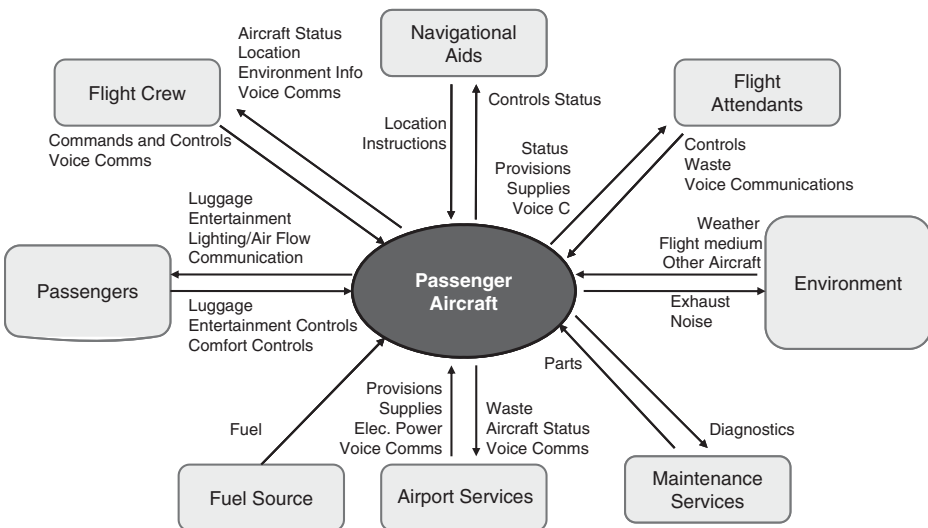 Aircraft Status
Location
Environment Info
Voice Comms
Navigational
Aids
Flight Crew
Flight
Attendants
Controls Status
Commands and Controls
Voice Comms
Location
Instructions
Status
Provisions
Supplies
Voice C
Controls
Waste
Voice Communications
Luggage
Entertainment
Lighting/Air Flow
Communication
Weather
Flight medium
Other Aircraft
Passengers
Passenger
Aircraft
Environment
Luggage
Entertainment Controls
Comfort Controls
Exhaust
Noise
Parts
Fuel
Provisions
Supplies
Elec. Power
Voice Comms
Waste
Aircraft Status
Voice Comms
Diagnostics
Fuel Source
Airport Services
Maintenance
Services